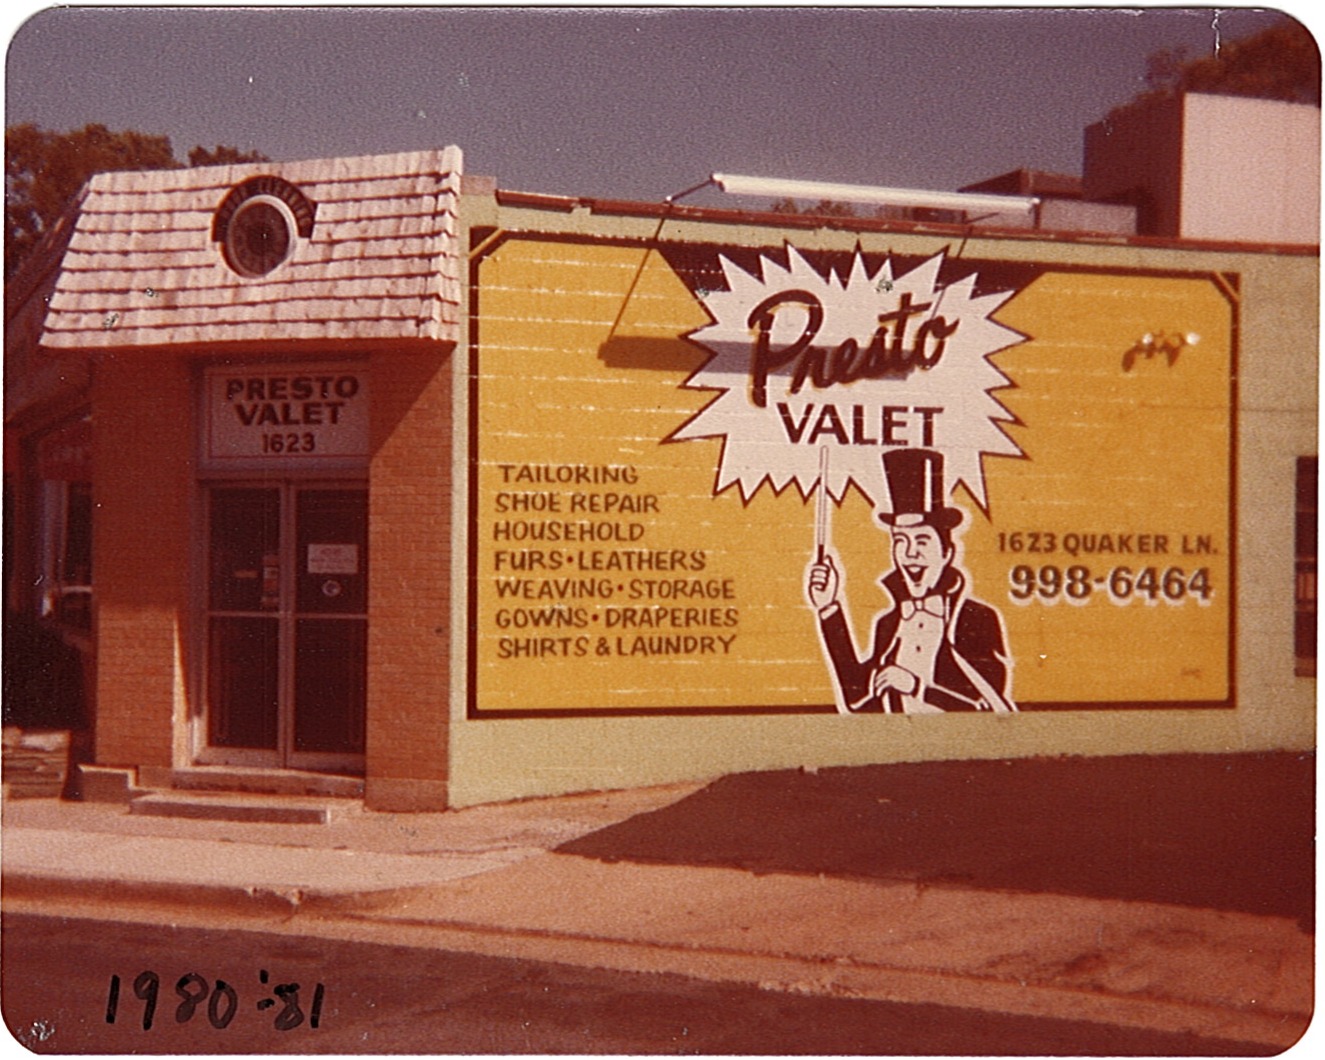 PRESTO
VALET
1623
Presto
VALET
TAILORING
SHOE REPAIR
HOUSEHOLD
FURS•LEATHERS
WEAVING•STORAGE
GOWNS•DRAPERIES
SHIRTS & LAUNDRY
1623 QUAKER LN.
998-6464
1980-'81